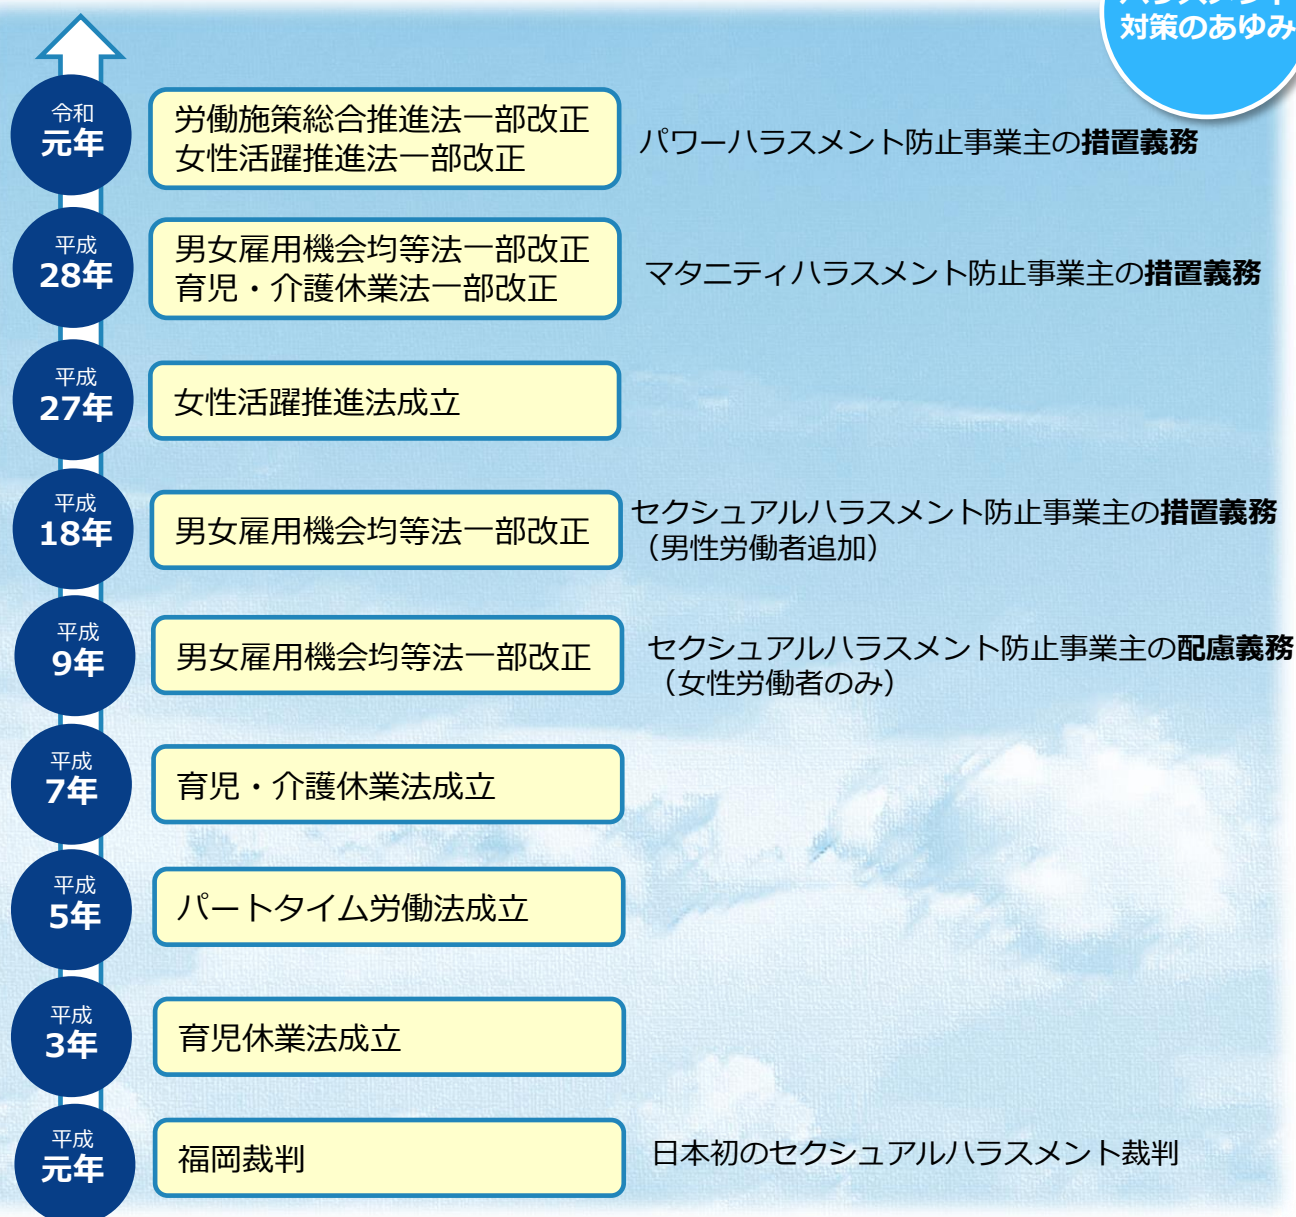 対策のあゆみ
令和
元年
労働施策総合推進法一部改正
女性活躍推進法一部改正
パワーハラスメント防止事業主の措置義務
平成
28年
男女雇用機会均等法一部改正
育児・介護休業法一部改正
マタニティハラスメント防止事業主の措置義務
平成
27年
女性活躍推進法成立
平成
18年
男女雇用機会均等法一部改正
セクシュアルハラスメント防止事業主の措置義務
（男性労働者追加）
平成
9年
男女雇用機会均等法一部改正
セクシュアルハラスメント防止事業主の配慮義務
（女性労働者のみ）
平成
7年
育児・介護休業法成立
平成
5年
パートタイム労働法成立
平成
3年
育児休業法成立
平成
元年
福岡裁判
日本初のセクシュアルハラスメント裁判